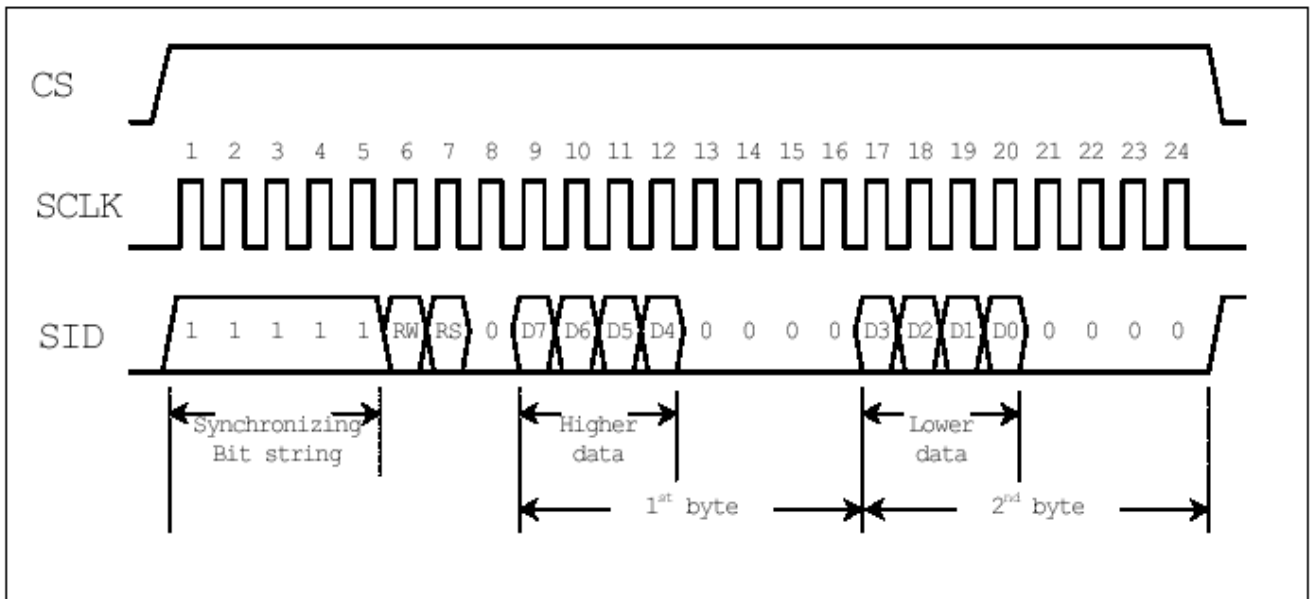 CS
1 2 3 4 5 6 7 8 9 10 11 12 13 14 15 16 17 18 19 20 21 22 23 24
SCLK
SID 1 1 1 1 1 RW RS 0 D7 D6 D5 D4 0 0 0 0 D3 D2 D1 D0 0 0 0 0
Synchronizing Higher Lower
Bit string data data
1st byte 2nd byte